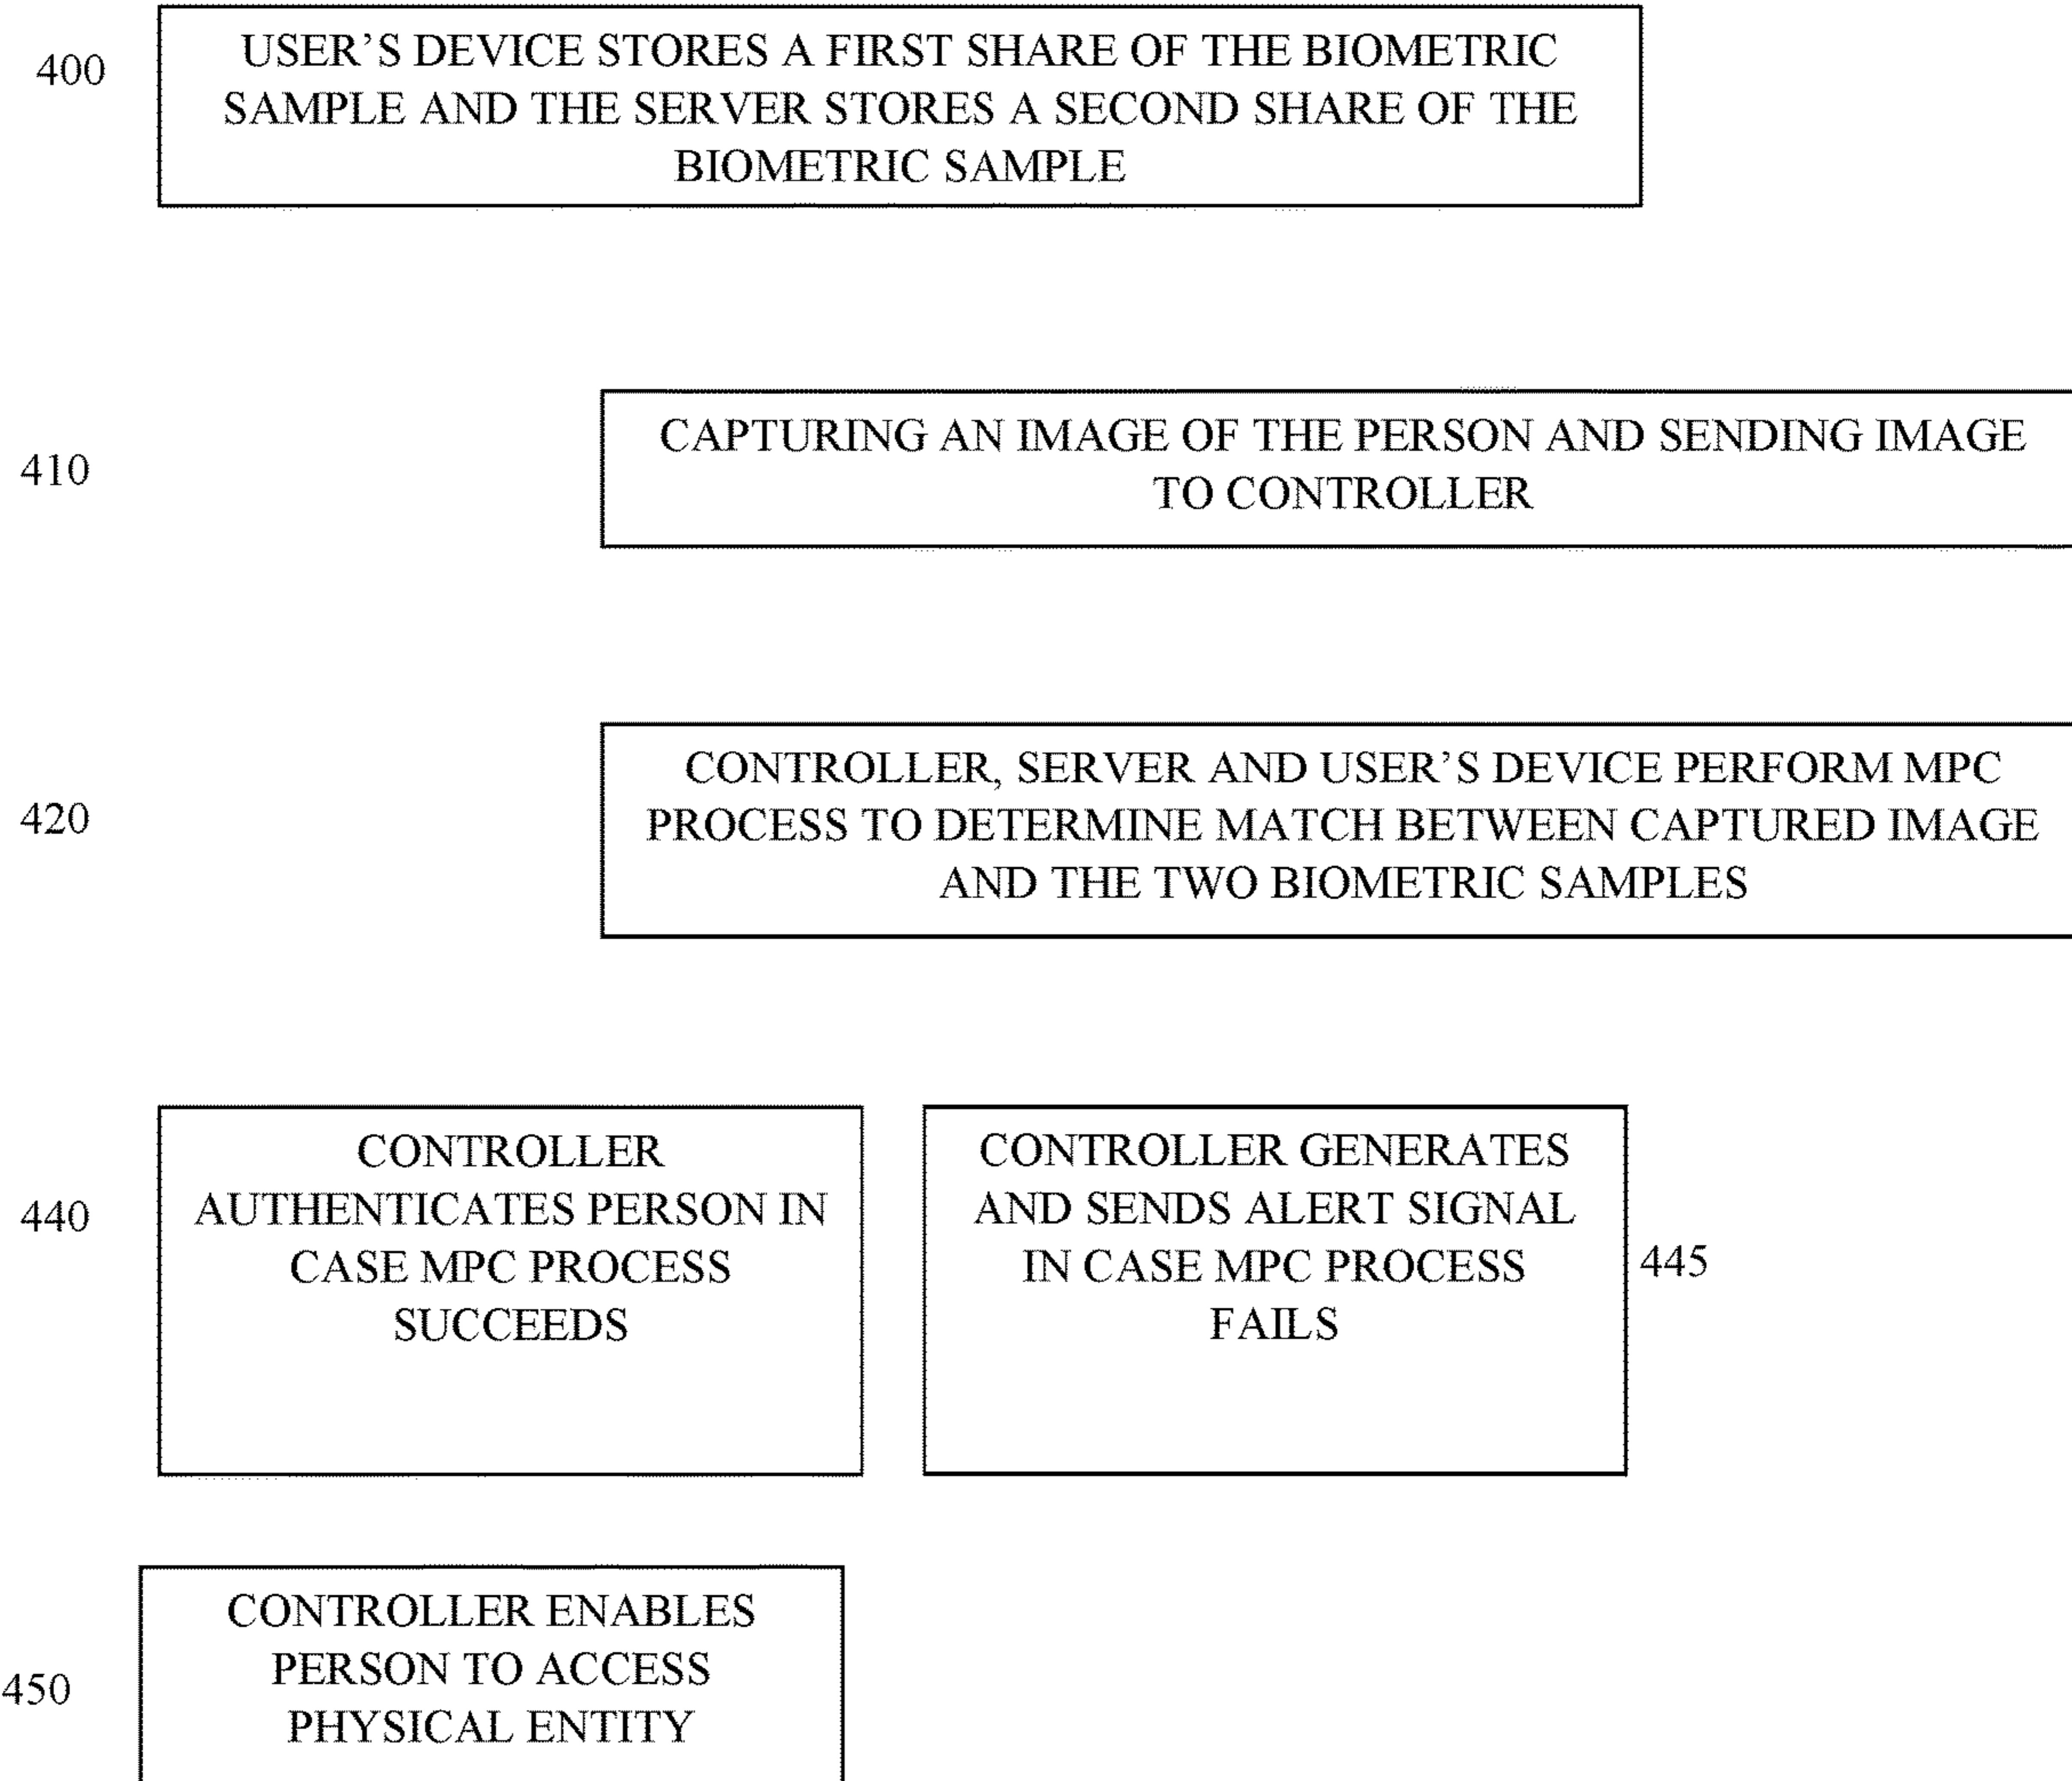 400
USER’S DEVICE STORES A FIRST SHARE OF THE BIOMETRIC
SAMPLE AND THE SERVER STORES A SECOND SHARE OF THE
BIOMETRIC SAMPLE
410
CAPTURING AN IMAGE OF THE PERSON AND SENDING IMAGE
TO CONTROLLER
420
CONTROLLER, SERVER AND USER’S DEVICE PERFORM MPC
PROCESS TO DETERMINE MATCH BETWEEN CAPTURED IMAGE
AND THE TWO BIOMETRIC SAMPLES
440
CONTROLLER
AUTHENTICATES PERSON IN
CASE MPC PROCESS
SUCCEEDS
CONTROLLER GENERATES
AND SENDS ALERT SIGNAL
IN CASE MPC PROCESS
FAILS
445
450
CONTROLLER ENABLES
PERSON TO ACCESS
PHYSICAL ENTITY